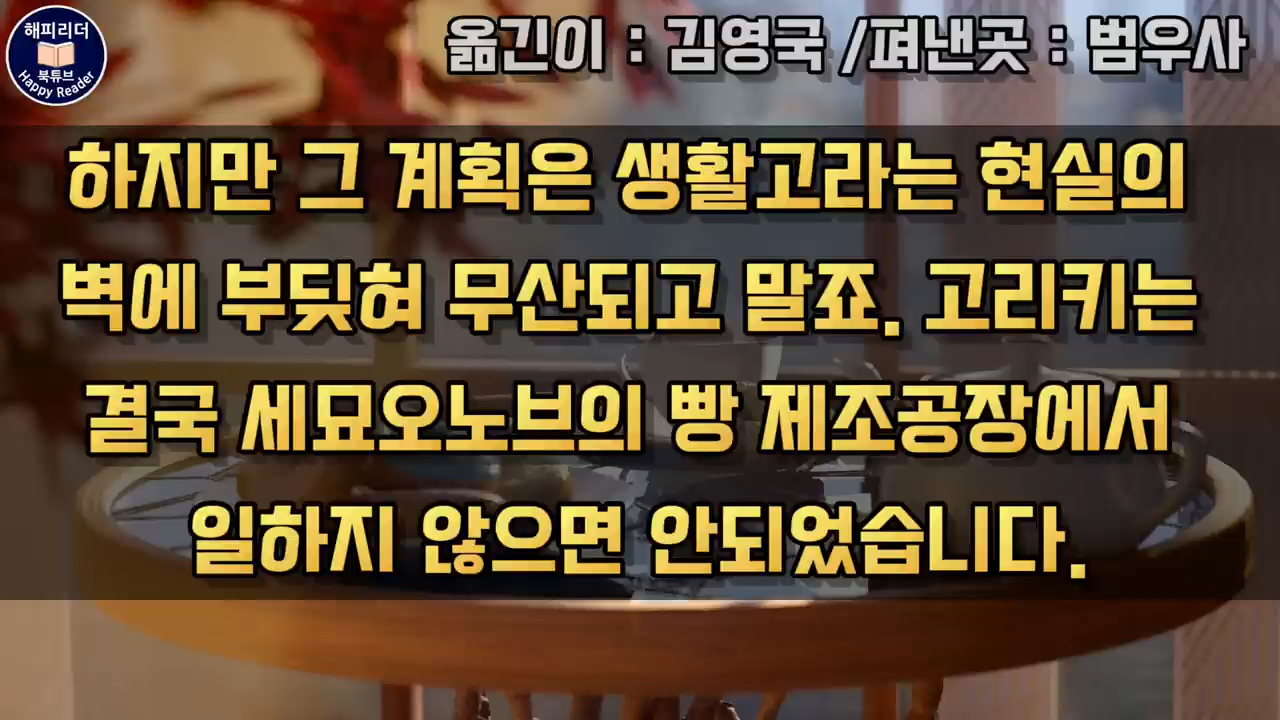 해피리더
북튜브
Happy Reader
옮긴이 : 김영국 /펴낸곳 : 범우사
하지만 그 계획은 생활고라는 현실의
벽에 부딪혀 무산되고 말죠. 고리키는
결국 세묘오노브의 빵 제조공장에서
일하지 않으면 안되었습니다.